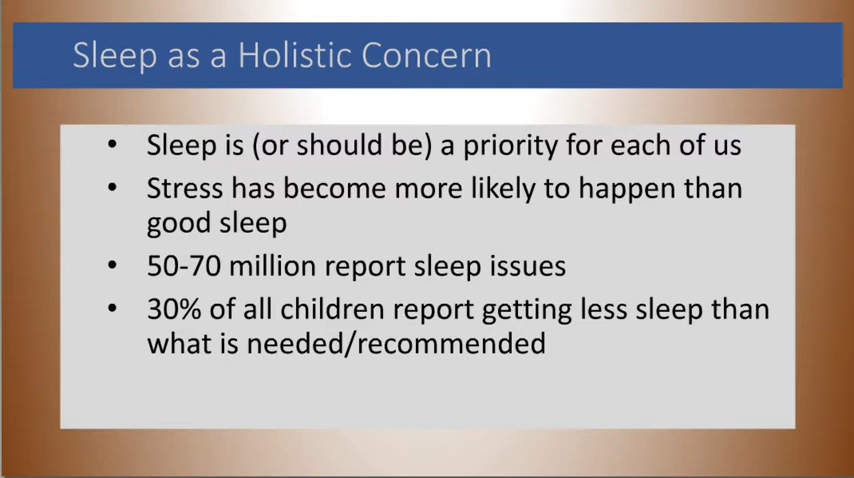 Sleep as a Holistic Concern
• Sleep is (or should be) a priority for each of us
• Stress has become more likely to happen than
good sleep
• 50-70 million report sleep issues
• 30% of all children report getting less sleep than
what is needed/recommended